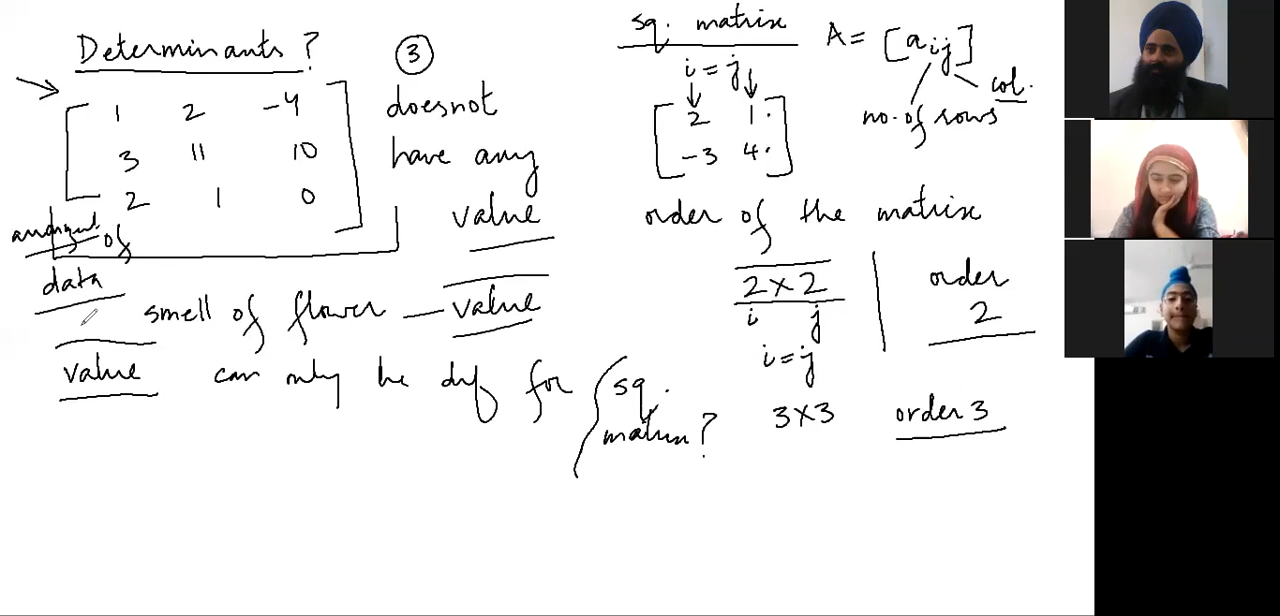 Determinants ?
3
1 2 -4
3 11 10
2 1 0
doesnot
have any
value
of
data
smell of flower — value
value can only be def for sq.
matrix ?
sq. matrix
i = j
2 1
-3 4
A = [aij]
no. of rows
col.
order of the matrix
2×2
i j
i = j
order
2
3×3 order 3